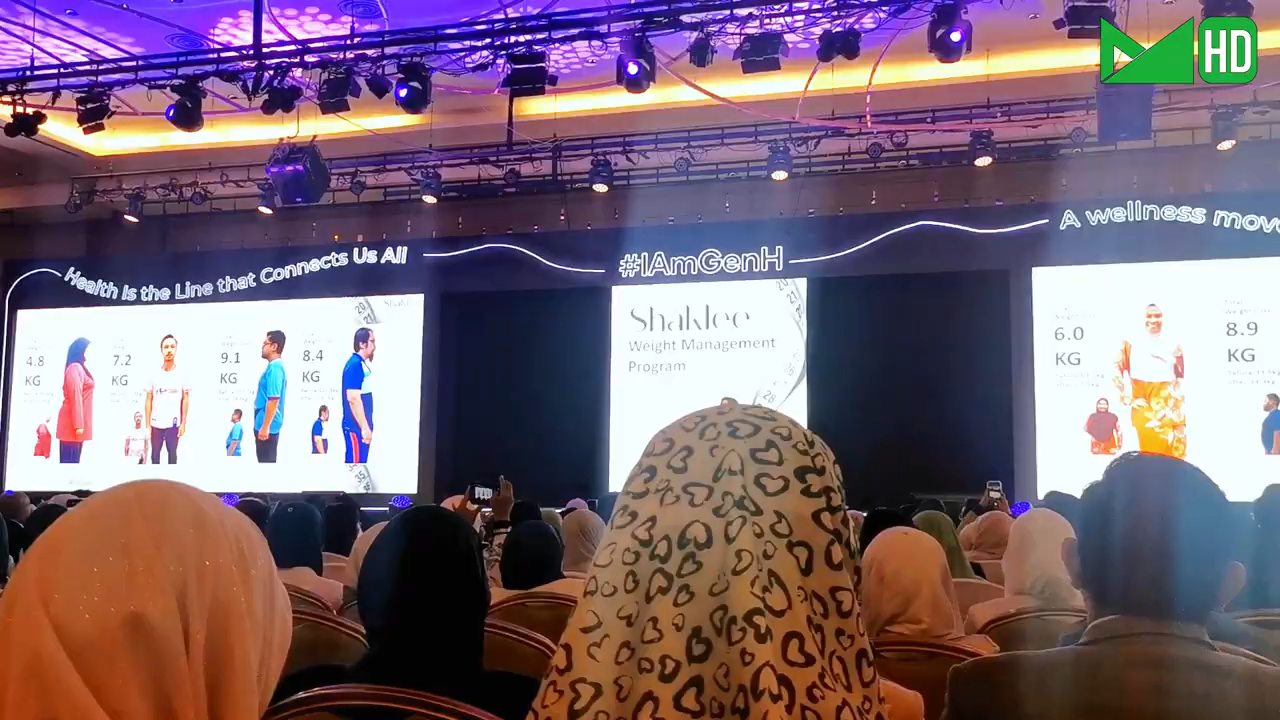 HD
Health Is the Line that Connects Us All
#IAmGenH
A wellness
4.8
KG
7.2
KG
9.1
KG
8.4
KG
Shaklee
Weight Management
Program
6.0
KG
8.9
KG